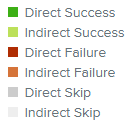 Direct Success
Indirect Success
Direct Failure
Indirect Failure
Direct Skip
Indirect Skip